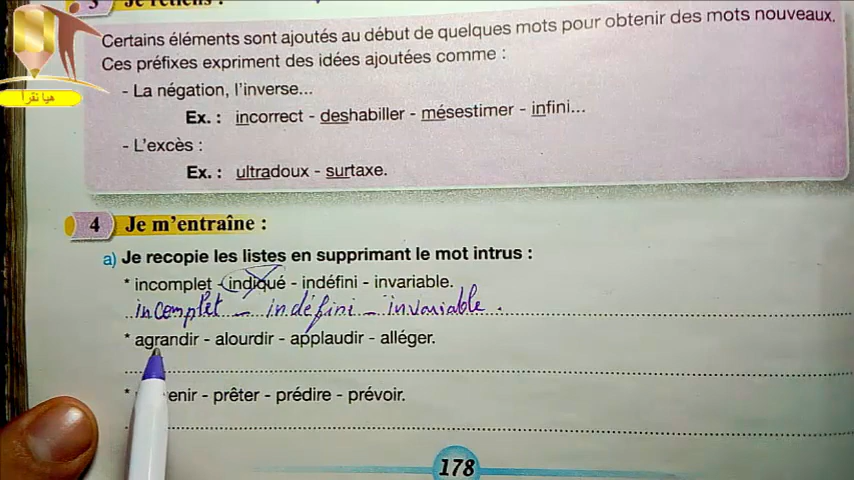 3 Je retiens :
هيا نقرأ
Certains éléments sont ajoutés au début de quelques mots pour obtenir des mots nouveaux.
Ces préfixes expriment des idées ajoutées comme :
- La négation, l'inverse...
Ex. : incorrect - deshabiller - mésestimer - infini...
- L'excès :
Ex. : ultradoux - surtaxe.
4 Je m'entraîne :
a) Je recopie les listes en supprimant le mot intrus :
* incomplet - indiqué - indéfini - invariable.
incomplet - indéfini - invariable.
* agrandir - alourdir - applaudir - alléger.
* enir - prêter - prédire - prévoir.
178